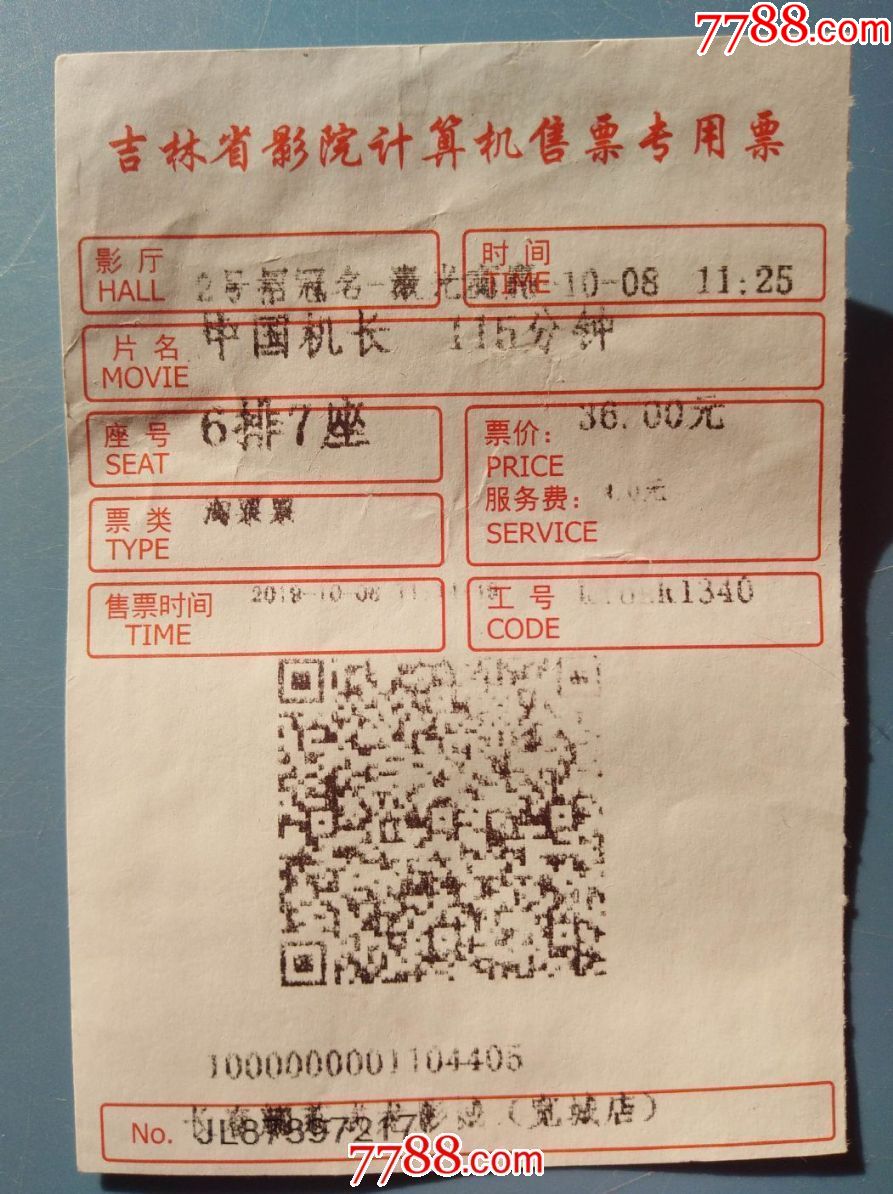 7788.com
吉林省影院计算机售票专用票
影厅
HALL
时间
TIME
10-08 11:25
片名
MOVIE
中国机长 115分钟
座号
SEAT
6排7座
票价：
PRICE
36.00元
服务费：
SERVICE
票类
TYPE
淘票票
售票时间
TIME
工号
CODE
1000000001104405
（宽城店）
No.
7788.com